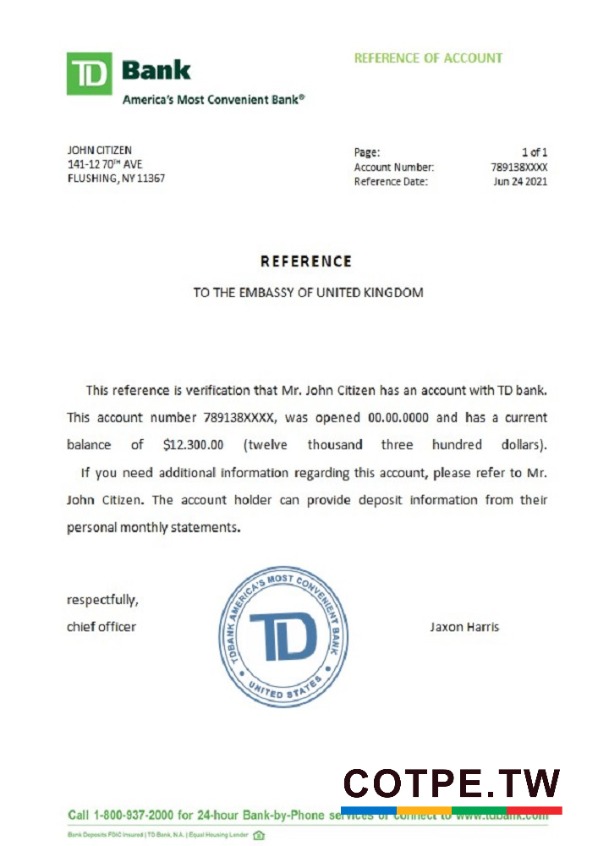 TD Bank
America's Most Convenient Bank®
REFERENCE OF ACCOUNT
JOHN CITIZEN
141-12 70TH AVE
FLUSHING, NY 11367
Page: 1 of 1
Account Number: 789138XXXX
Reference Date: Jun 24 2021
REFERENCE
TO THE EMBASSY OF UNITED KINGDOM
This reference is verification that Mr. John Citizen has an account with TD bank.
This account number 789138XXXX, was opened 00.00.0000 and has a current
balance of $12.300.00 (twelve thousand three hundred dollars).
If you need additional information regarding this account, please refer to Mr.
John Citizen. The account holder can provide deposit information from their
personal monthly statements.
respectfully,
chief officer
TDBANK AMERICA'S MOST CONVENIENT BANK
TD
UNITED STATES
Jaxon Harris
COTPE.TW
Call 1-800-937-2000 for 24-hour Bank-by-Phone services or connect to www.tdbank.com
Bank Deposits FDIC Insured | TD Bank, N.A. | Equal Housing Lender